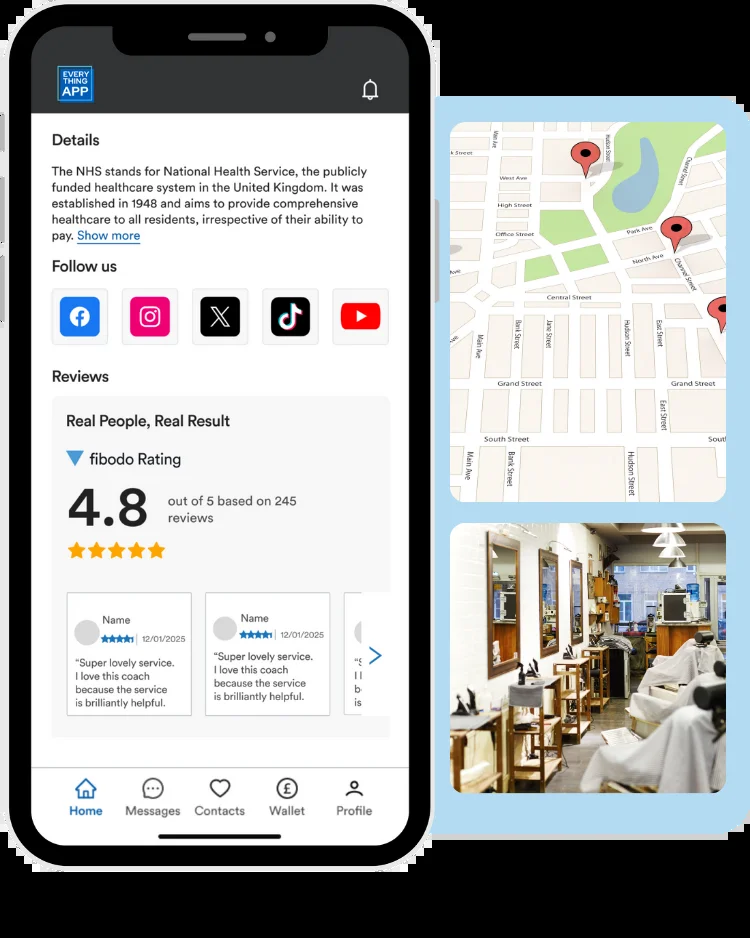 EVERY
THING
APP
Details
The NHS stands for National Health Service, the publicly
funded healthcare system in the United Kingdom. It was
established in 1948 and aims to provide comprehensive
healthcare to all residents, irrespective of their ability to
pay. Show more
Follow us
Reviews
Real People, Real Result
fibodo Rating
4.8
out of 5 based on 245
reviews
Name
12/01/2025
"Super lovely service.
I love this coach
because the service
is brilliantly helpful.
Name
12/01/2025
"Super lovely service.
I love this coach
because the service
is brilliantly helpful.
Home
Messages
Contacts
Wallet
Profile
Main Ave
Hudson Street
Channel Street
West Ave
High Street
Office Street
Park Ave
North Ave
Channel Street
Central Street
Main Ave
Bank Street
Jane Street
Hudson Street
East Street
Grand Street
Grand Street
East Street
South Street
Main Ave
Bank Street
Hudson Street